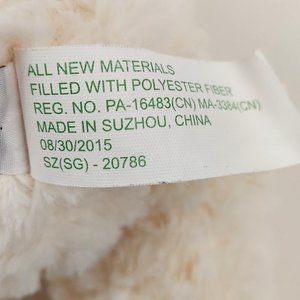 ALL NEW MATERIALS
FILLED WITH POLYESTER FIBER
REG. NO. PA-16483(CN) MA-3384(CN)
MADE IN SUZHOU, CHINA
08/30/2015
SZ(SG) - 20786